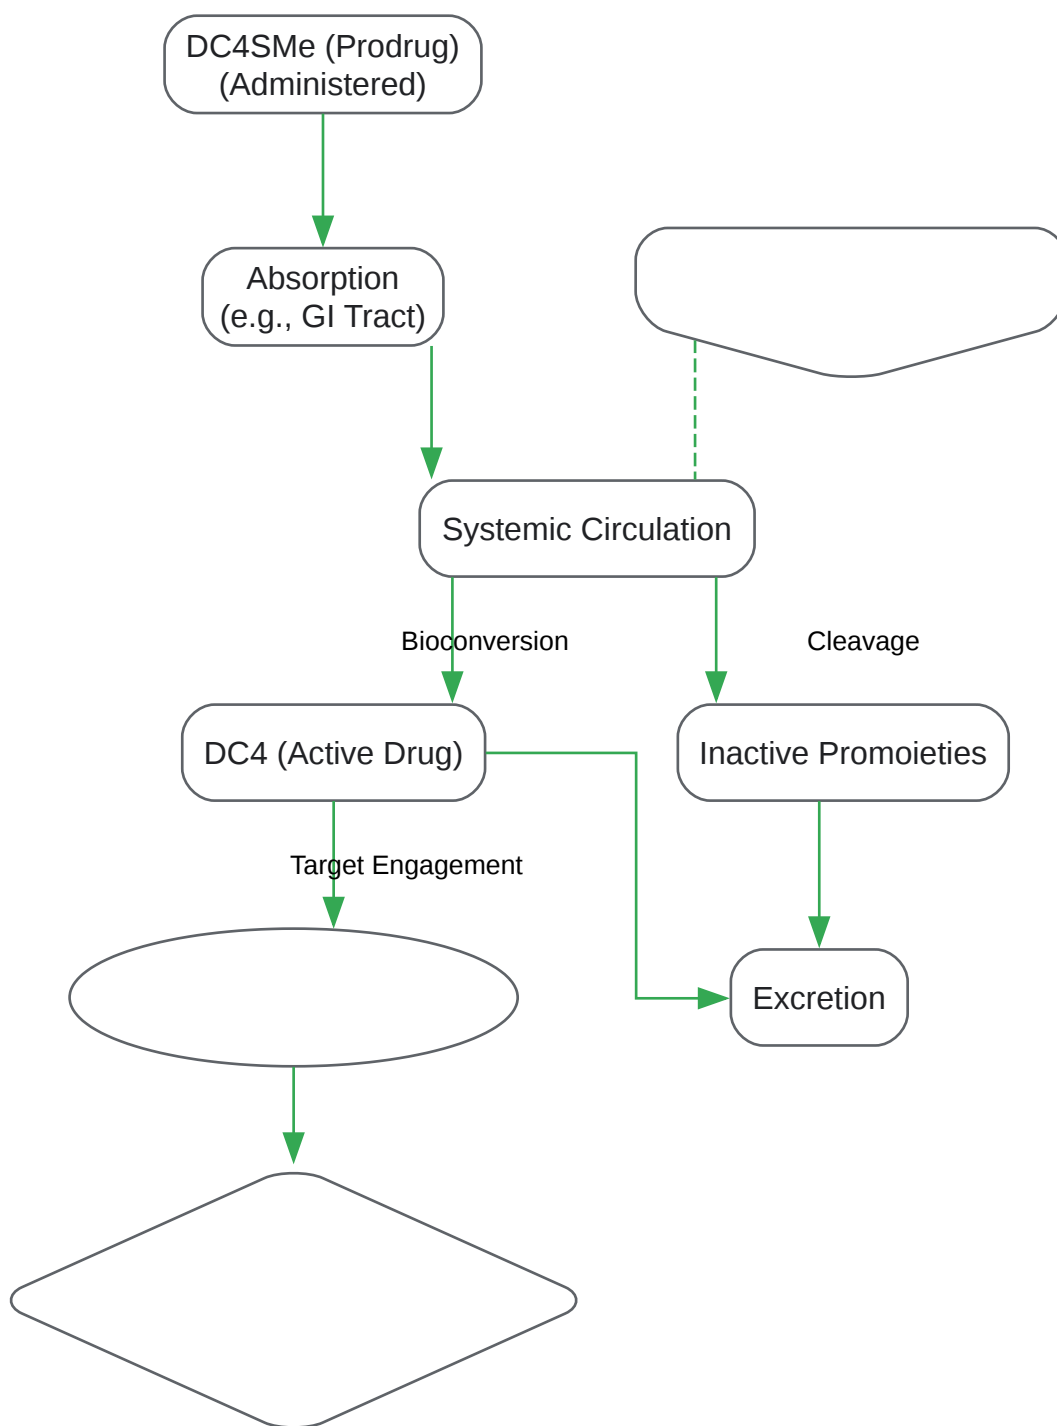 DC4SMe (Prodrug)
(Administered)
Absorption
(e.g., GI Tract)
Systemic Circulation
Bioconversion
Cleavage
DC4 (Active Drug)
Inactive Promoieties
Target Engagement
Excretion